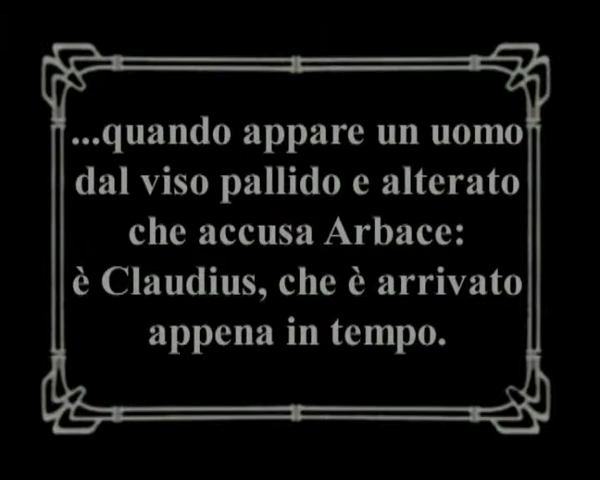 ...quando appare un uomo
dal viso pallido e alterato
che accusa Arbace:
è Claudius, che è arrivato
appena in tempo.